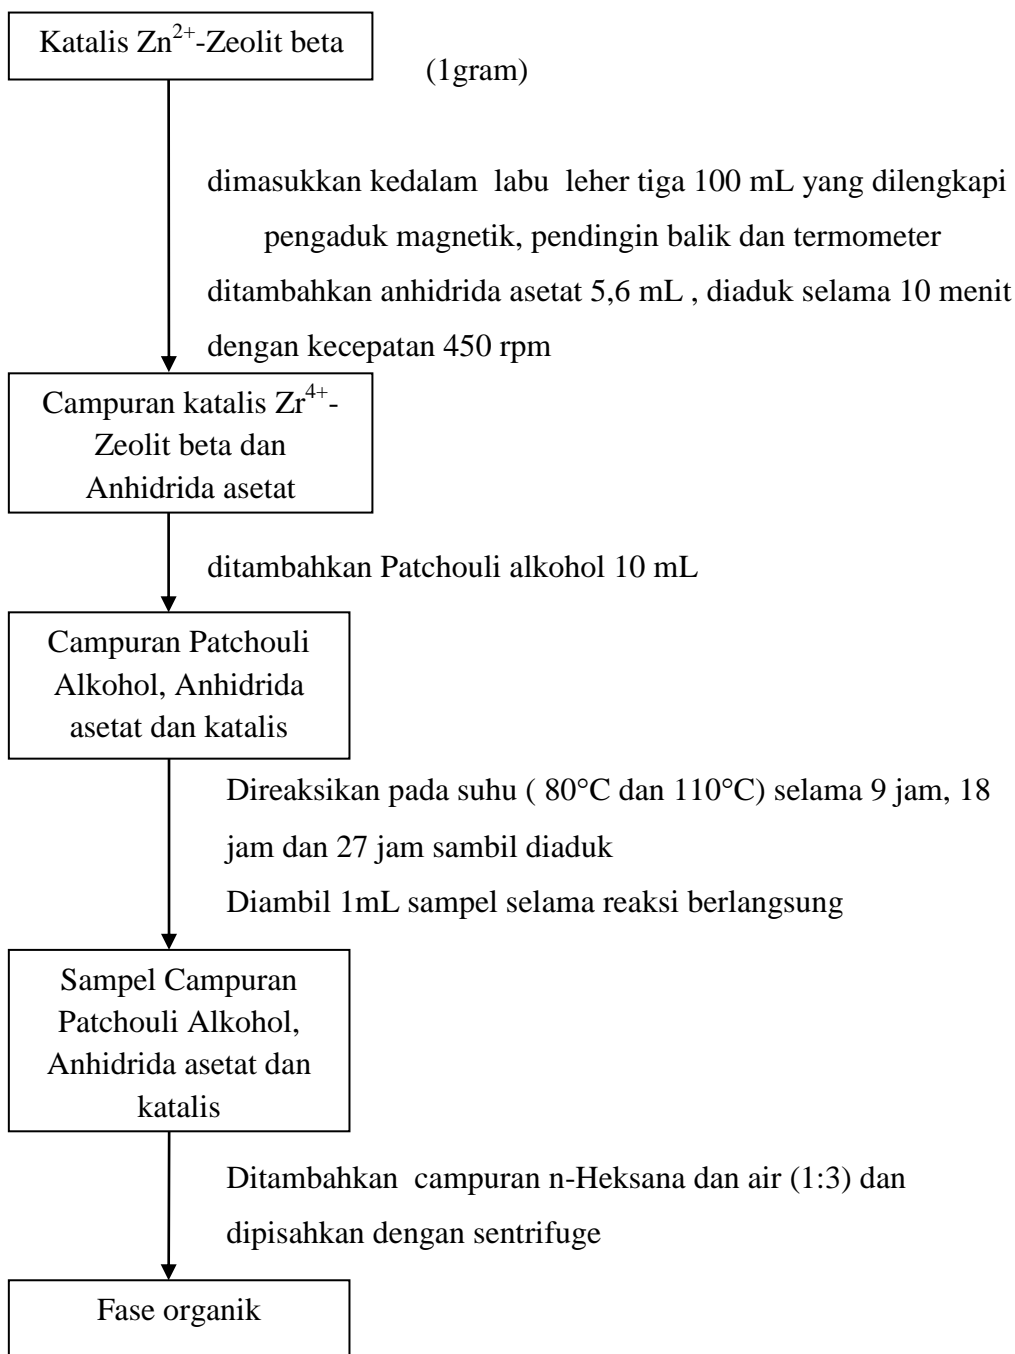 Katalis Zn²⁺-Zeolit beta
(1gram)
dimasukkan kedalam labu leher tiga 100 mL yang dilengkapi
pengaduk magnetik, pendingin balik dan termometer
ditambahkan anhidrida asetat 5,6 mL , diaduk selama 10 menit
dengan kecepatan 450 rpm
Campuran katalis Zr⁴⁺-
Zeolit beta dan
Anhidrida asetat
ditambahkan Patchouli alkohol 10 mL
Campuran Patchouli
Alkohol, Anhidrida
asetat dan katalis
Direaksikan pada suhu ( 80°C dan 110°C) selama 9 jam, 18
jam dan 27 jam sambil diaduk
Diambil 1mL sampel selama reaksi berlangsung
Sampel Campuran
Patchouli Alkohol,
Anhidrida asetat dan
katalis
Ditambahkan campuran n-Heksana dan air (1:3) dan
dipisahkan dengan sentrifuge
Fase organik